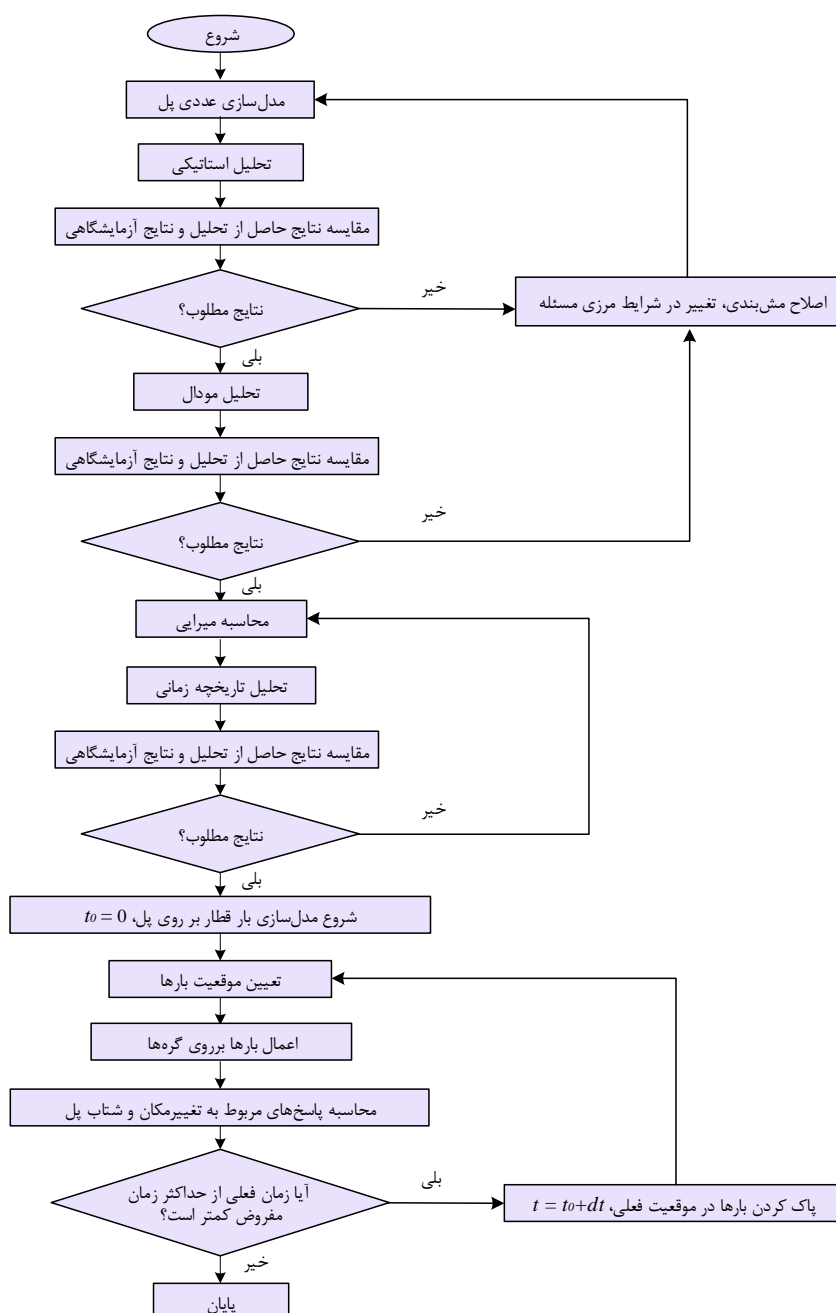 شروع
مدل‌سازی عددی پل
تحلیل استاتیکی
مقایسه نتایج حاصل از تحلیل و نتایج آزمایشگاهی
نتایج مطلوب؟
خیر
اصلاح مش‌بندی، تغییر در شرایط مرزی مسئله
بلی
تحلیل مودال
مقایسه نتایج حاصل از تحلیل و نتایج آزمایشگاهی
نتایج مطلوب؟
خیر
بلی
محاسبه میرایی
تحلیل تاریخچه زمانی
مقایسه نتایج حاصل از تحلیل و نتایج آزمایشگاهی
نتایج مطلوب؟
خیر
بلی
شروع مدل‌سازی بار قطار بر روی پل، t0 = 0
تعیین موقعیت بارها
اعمال بارها برروی گره‌ها
محاسبه پاسخ‌های مربوط به تغییرمکان و شتاب پل
آیا زمان فعلی از حداکثر زمان
مفروض کمتر است؟
بلی
پاک کردن بارها در موقعیت فعلی، t = t0+dt
خیر
پایان